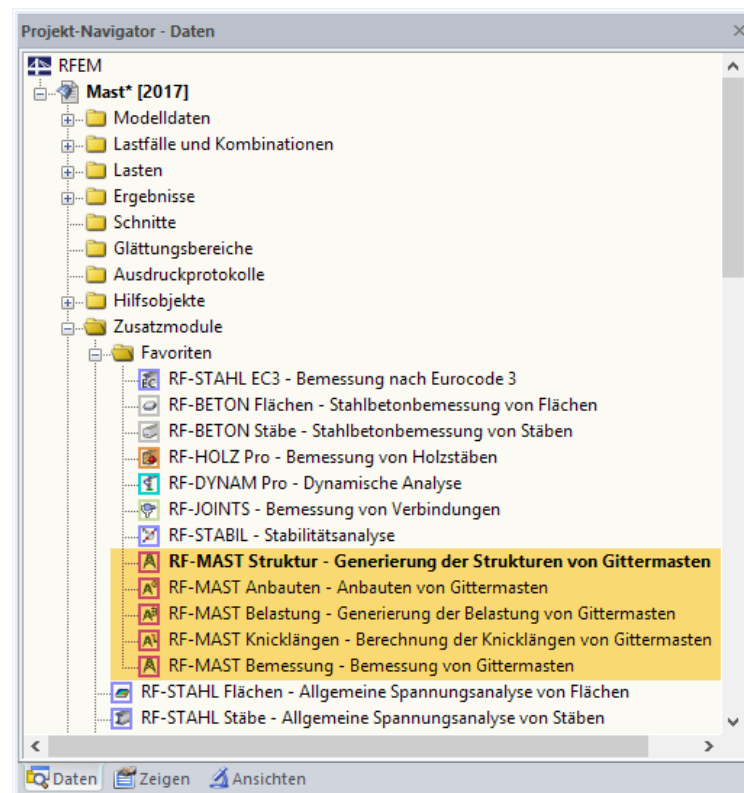 Projekt-Navigator - Daten
RFEM
Mast* [2017]
Modelldaten
Lastfälle und Kombinationen
Lasten
Ergebnisse
Schnitte
Glättungsbereiche
Ausdruckprotokolle
Hilfsobjekte
Zusatzmodule
Favoriten
RF-STAHL EC3 - Bemessung nach Eurocode 3
RF-BETON Flächen - Stahlbetonbemessung von Flächen
RF-BETON Stäbe - Stahlbetonbemessung von Stäben
RF-HOLZ Pro - Bemessung von Holzstäben
RF-DYNAM Pro - Dynamische Analyse
RF-JOINTS - Bemessung von Verbindungen
RF-STABIL - Stabilitätsanalyse
RF-MAST Struktur - Generierung der Strukturen von Gittermasten
RF-MAST Anbauten - Anbauten von Gittermasten
RF-MAST Belastung - Generierung der Belastung von Gittermasten
RF-MAST Knicklängen - Berechnung der Knicklängen von Gittermasten
RF-MAST Bemessung - Bemessung von Gittermasten
RF-STAHL Flächen - Allgemeine Spannungsanalyse von Flächen
RF-STAHL Stäbe - Allgemeine Spannungsanalyse von Stäben
Daten Zeigen Ansichten